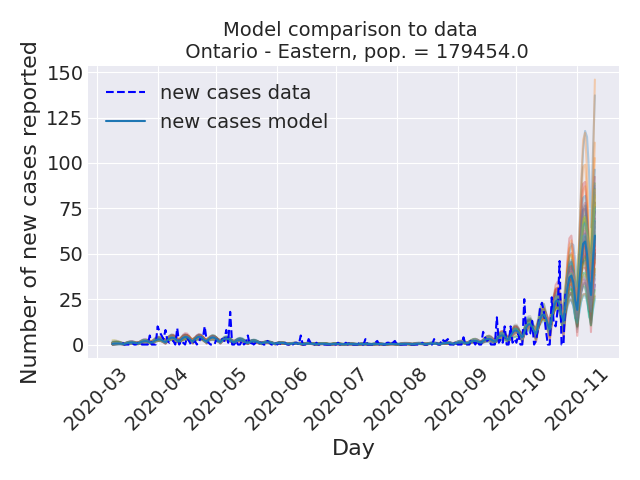 Model comparison to data
Ontario - Eastern, pop. = 179454.0
new cases data
new cases model
Number of new cases reported
150
125
100
75
50
25
0
2020-03
2020-04
2020-05
2020-06
2020-07
2020-08
2020-09
2020-10
2020-11
Day